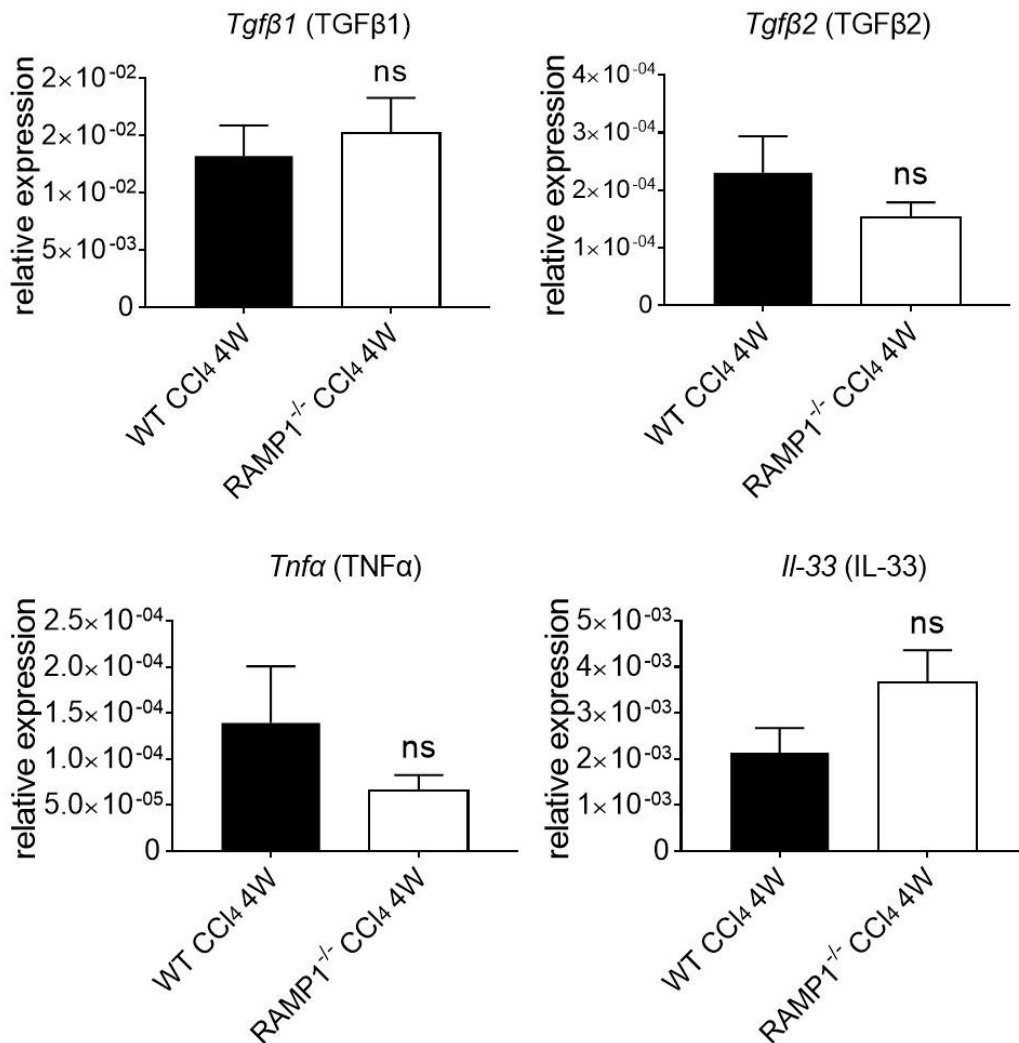 Tgfβ1 (TGFβ1)
relative expression
2×10⁻⁰²
2×10⁻⁰²
1×10⁻⁰²
5×10⁻⁰³
0
ns
WT CCl₄ 4W
RAMP1⁻/⁻ CCl₄ 4W
Tgfβ2 (TGFβ2)
relative expression
4×10⁻⁰⁴
3×10⁻⁰⁴
2×10⁻⁰⁴
1×10⁻⁰⁴
0
ns
WT CCl₄ 4W
RAMP1⁻/⁻ CCl₄ 4W
Tnfα (TNFα)
relative expression
2.5×10⁻⁰⁴
2.0×10⁻⁰⁴
1.5×10⁻⁰⁴
1.0×10⁻⁰⁴
5.0×10⁻⁰⁵
0
ns
WT CCl₄ 4W
RAMP1⁻/⁻ CCl₄ 4W
Il-33 (IL-33)
relative expression
5×10⁻⁰³
4×10⁻⁰³
3×10⁻⁰³
2×10⁻⁰³
1×10⁻⁰³
0
ns
WT CCl₄ 4W
RAMP1⁻/⁻ CCl₄ 4W